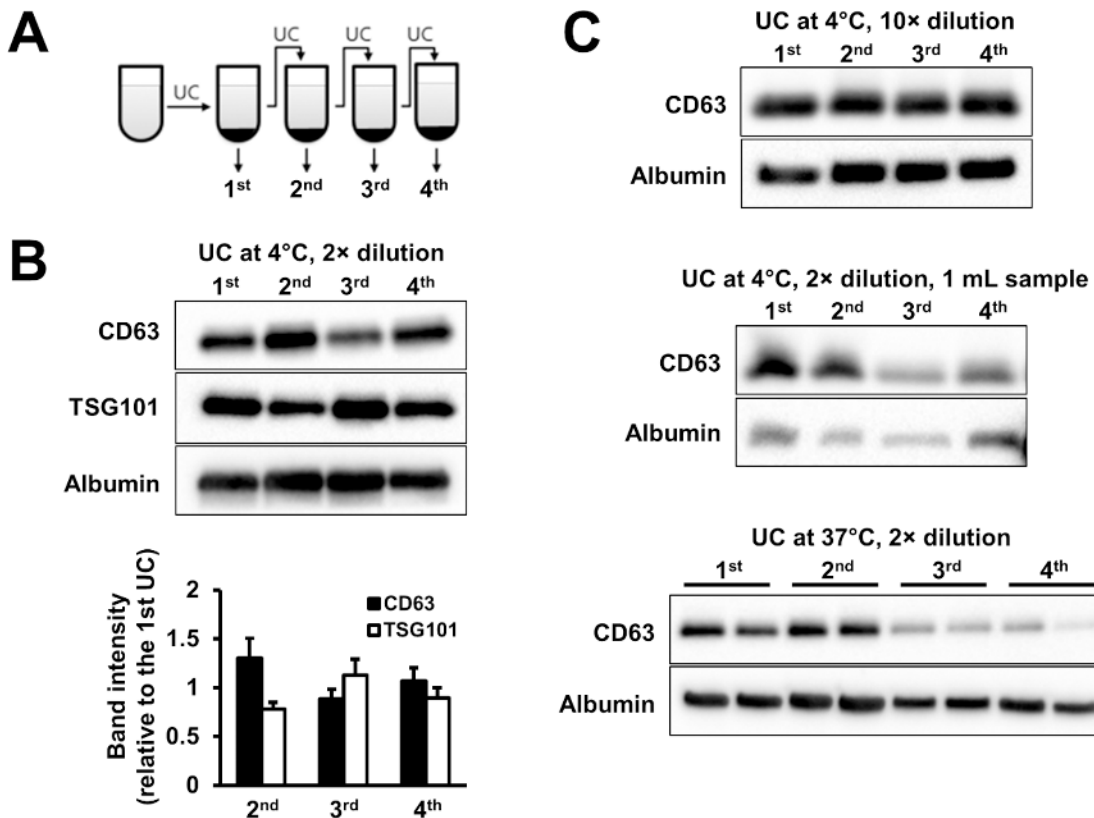 A
UC UC UC
UC
1st 2nd 3rd 4th
B
UC at 4°C, 2× dilution
1st 2nd 3rd 4th
CD63
TSG101
Albumin
Band intensity
(relative to the 1st UC)
2
1.5
1
0.5
0
CD63
TSG101
2nd 3rd 4th
C
UC at 4°C, 10× dilution
1st 2nd 3rd 4th
CD63
Albumin
UC at 4°C, 2× dilution, 1 mL sample
1st 2nd 3rd 4th
CD63
Albumin
UC at 37°C, 2× dilution
1st 2nd 3rd 4th
CD63
Albumin